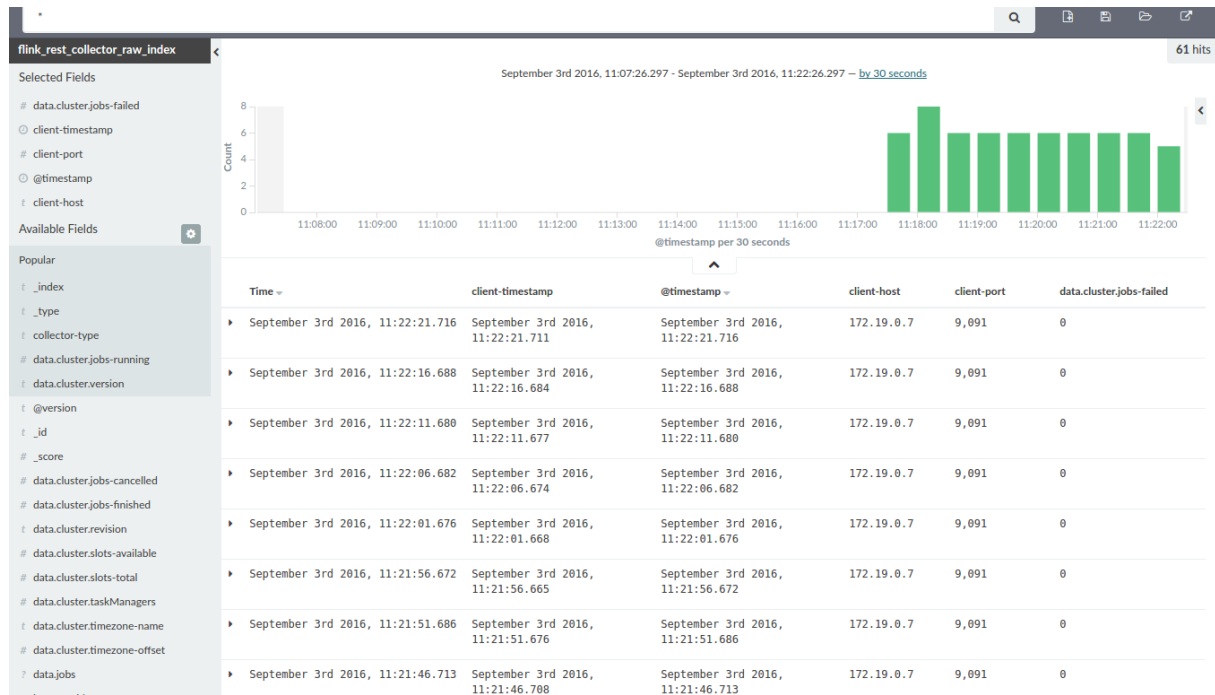 *
flink_rest_collector_raw_index
61 hits
Selected Fields
# data.cluster.jobs-failed
client-timestamp
# client-port
@timestamp
t client-host
Available Fields
Popular
t _index
t _type
t collector-type
# data.cluster.jobs-running
t data.cluster.version
t @version
t _id
# _score
# data.cluster.jobs-cancelled
# data.cluster.jobs-finished
t data.cluster.revision
# data.cluster.slots-available
# data.cluster.slots-total
# data.cluster.taskManagers
t data.cluster.timezone-name
# data.cluster.timezone-offset
? data.jobs
September 3rd 2016, 11:07:26.297 - September 3rd 2016, 11:22:26.297 — by 30 seconds
Count
8
6
4
2
0
11:08:00 11:09:00 11:10:00 11:11:00 11:12:00 11:13:00 11:14:00 11:15:00 11:16:00 11:17:00 11:18:00 11:19:00 11:20:00 11:21:00 11:22:00
@timestamp per 30 seconds
Time client-timestamp @timestamp client-host client-port data.cluster.jobs-failed
September 3rd 2016, 11:22:21.716 September 3rd 2016, September 3rd 2016, 172.19.0.7 9,091 0
11:22:21.711 11:22:21.716
September 3rd 2016, 11:22:16.688 September 3rd 2016, September 3rd 2016, 172.19.0.7 9,091 0
11:22:16.684 11:22:16.688
September 3rd 2016, 11:22:11.680 September 3rd 2016, September 3rd 2016, 172.19.0.7 9,091 0
11:22:11.677 11:22:11.680
September 3rd 2016, 11:22:06.682 September 3rd 2016, September 3rd 2016, 172.19.0.7 9,091 0
11:22:06.674 11:22:06.682
September 3rd 2016, 11:22:01.676 September 3rd 2016, September 3rd 2016, 172.19.0.7 9,091 0
11:22:01.668 11:22:01.676
September 3rd 2016, 11:21:56.672 September 3rd 2016, September 3rd 2016, 172.19.0.7 9,091 0
11:21:56.665 11:21:56.672
September 3rd 2016, 11:21:51.686 September 3rd 2016, September 3rd 2016, 172.19.0.7 9,091 0
11:21:51.676 11:21:51.686
September 3rd 2016, 11:21:46.713 September 3rd 2016, September 3rd 2016, 172.19.0.7 9,091 0
11:21:46.708 11:21:46.713